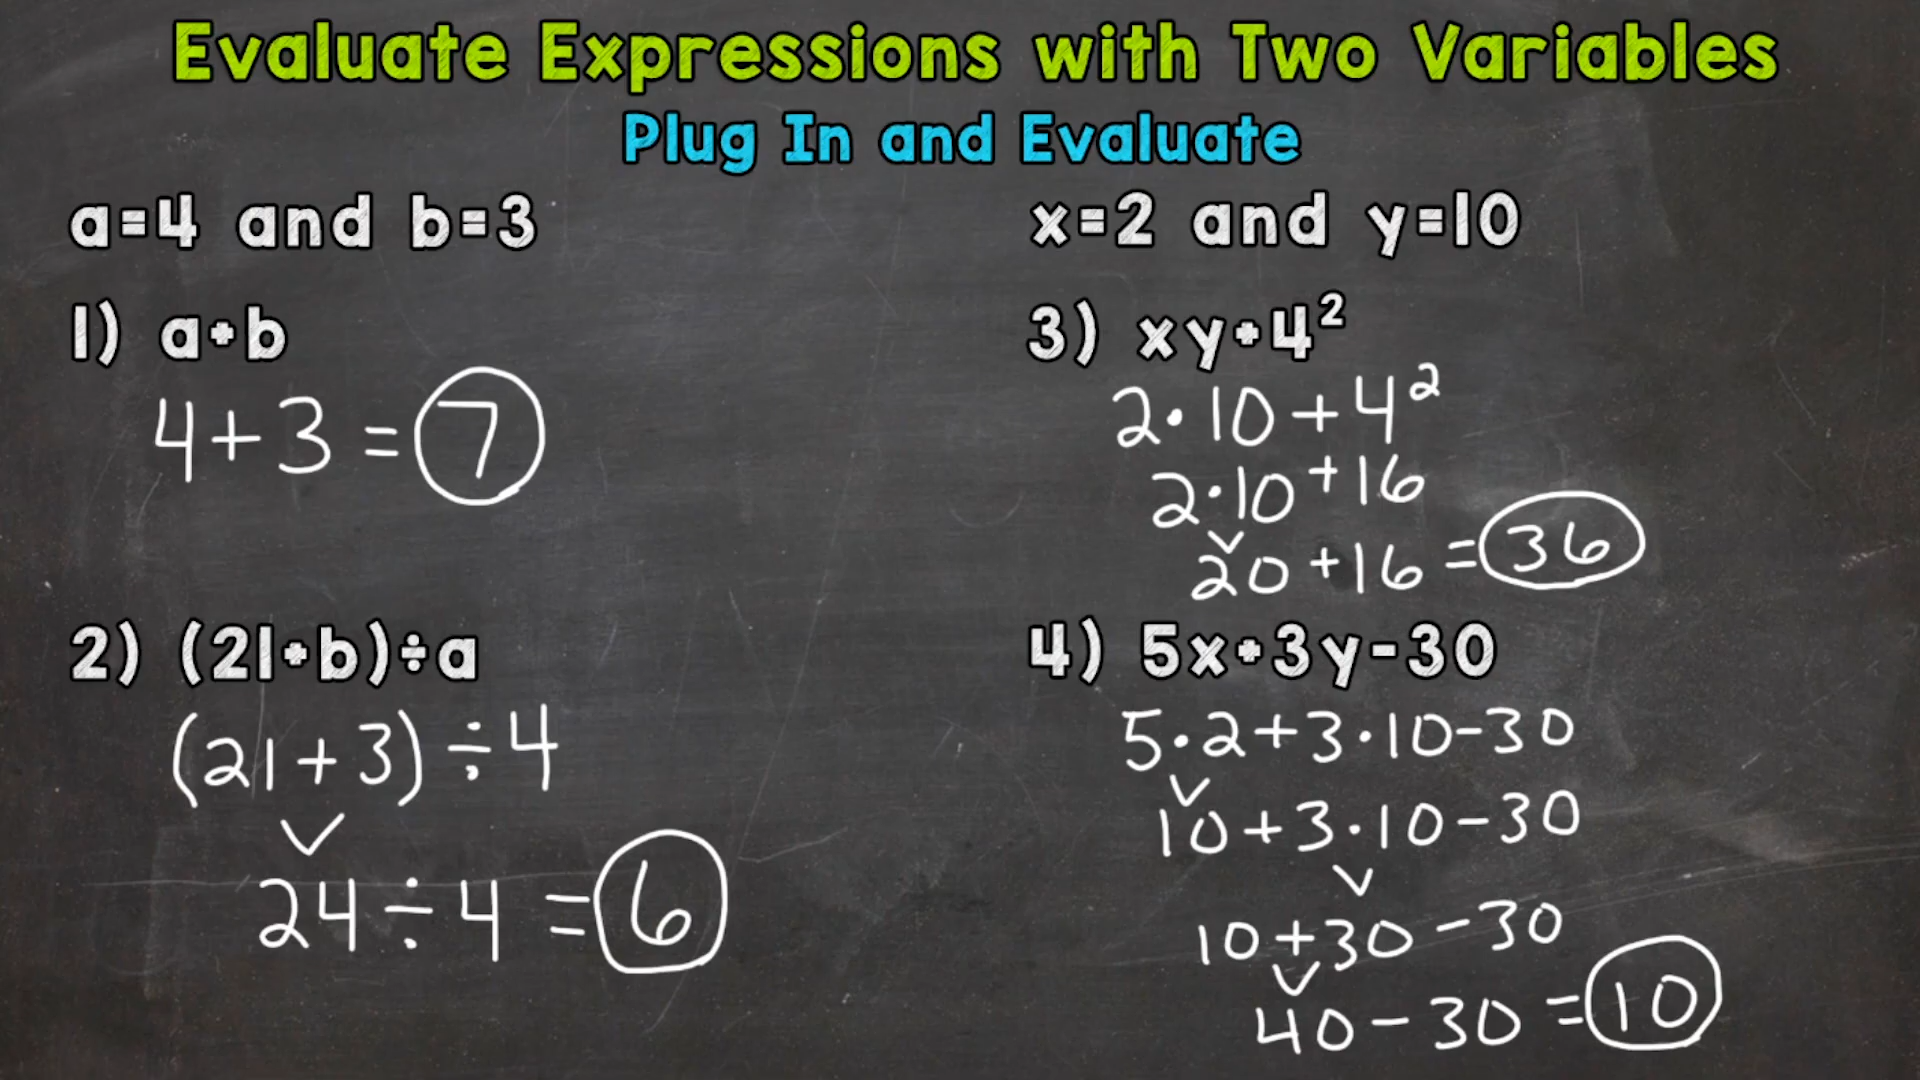 Evaluate Expressions with Two Variables
Plug In and Evaluate
a=4 and b=3
1) a+b
4+3 = 7
2) (21+b)÷a
(21+3)÷4
24÷4 = 6
x=2 and y=10
3) xy+4²
2·10+4²
2·10+16
20+16 = 36
4) 5x+3y-30
5·2+3·10-30
10+3·10-30
10+30-30
40-30 = 10